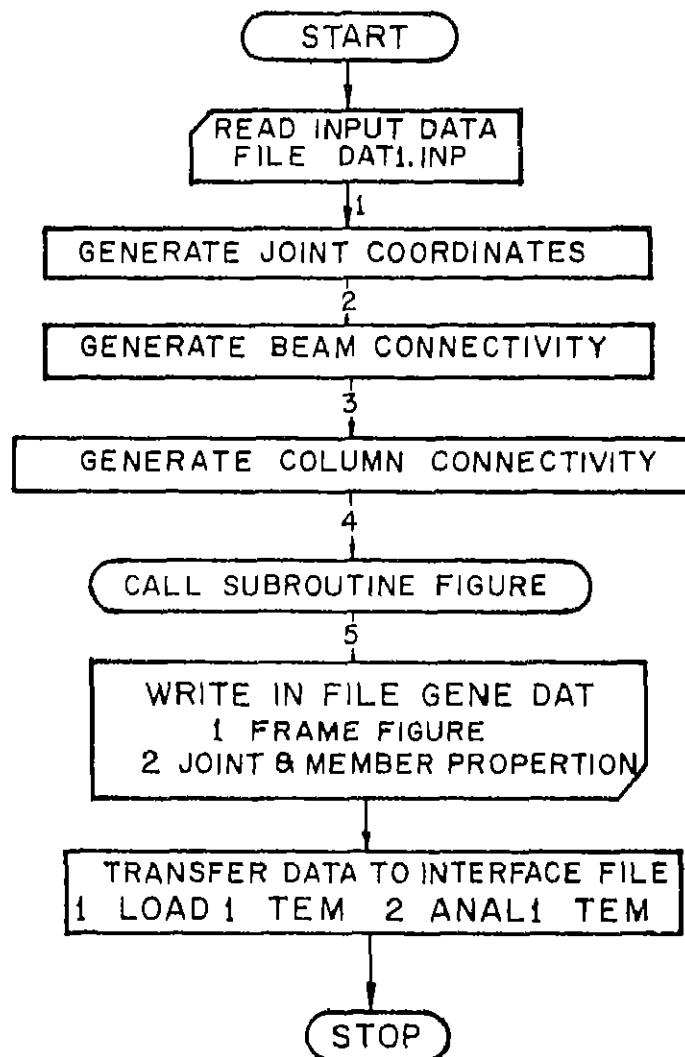 START
READ INPUT DATA
FILE DAT1.INP
1
GENERATE JOINT COORDINATES
2
GENERATE BEAM CONNECTIVITY
3
GENERATE COLUMN CONNECTIVITY
4
CALL SUBROUTINE FIGURE
5
WRITE IN FILE GENE DAT
1 FRAME FIGURE
2 JOINT & MEMBER PROPERTION
TRANSFER DATA TO INTERFACE FILE
1 LOAD1 TEM 2 ANAL1 TEM
STOP